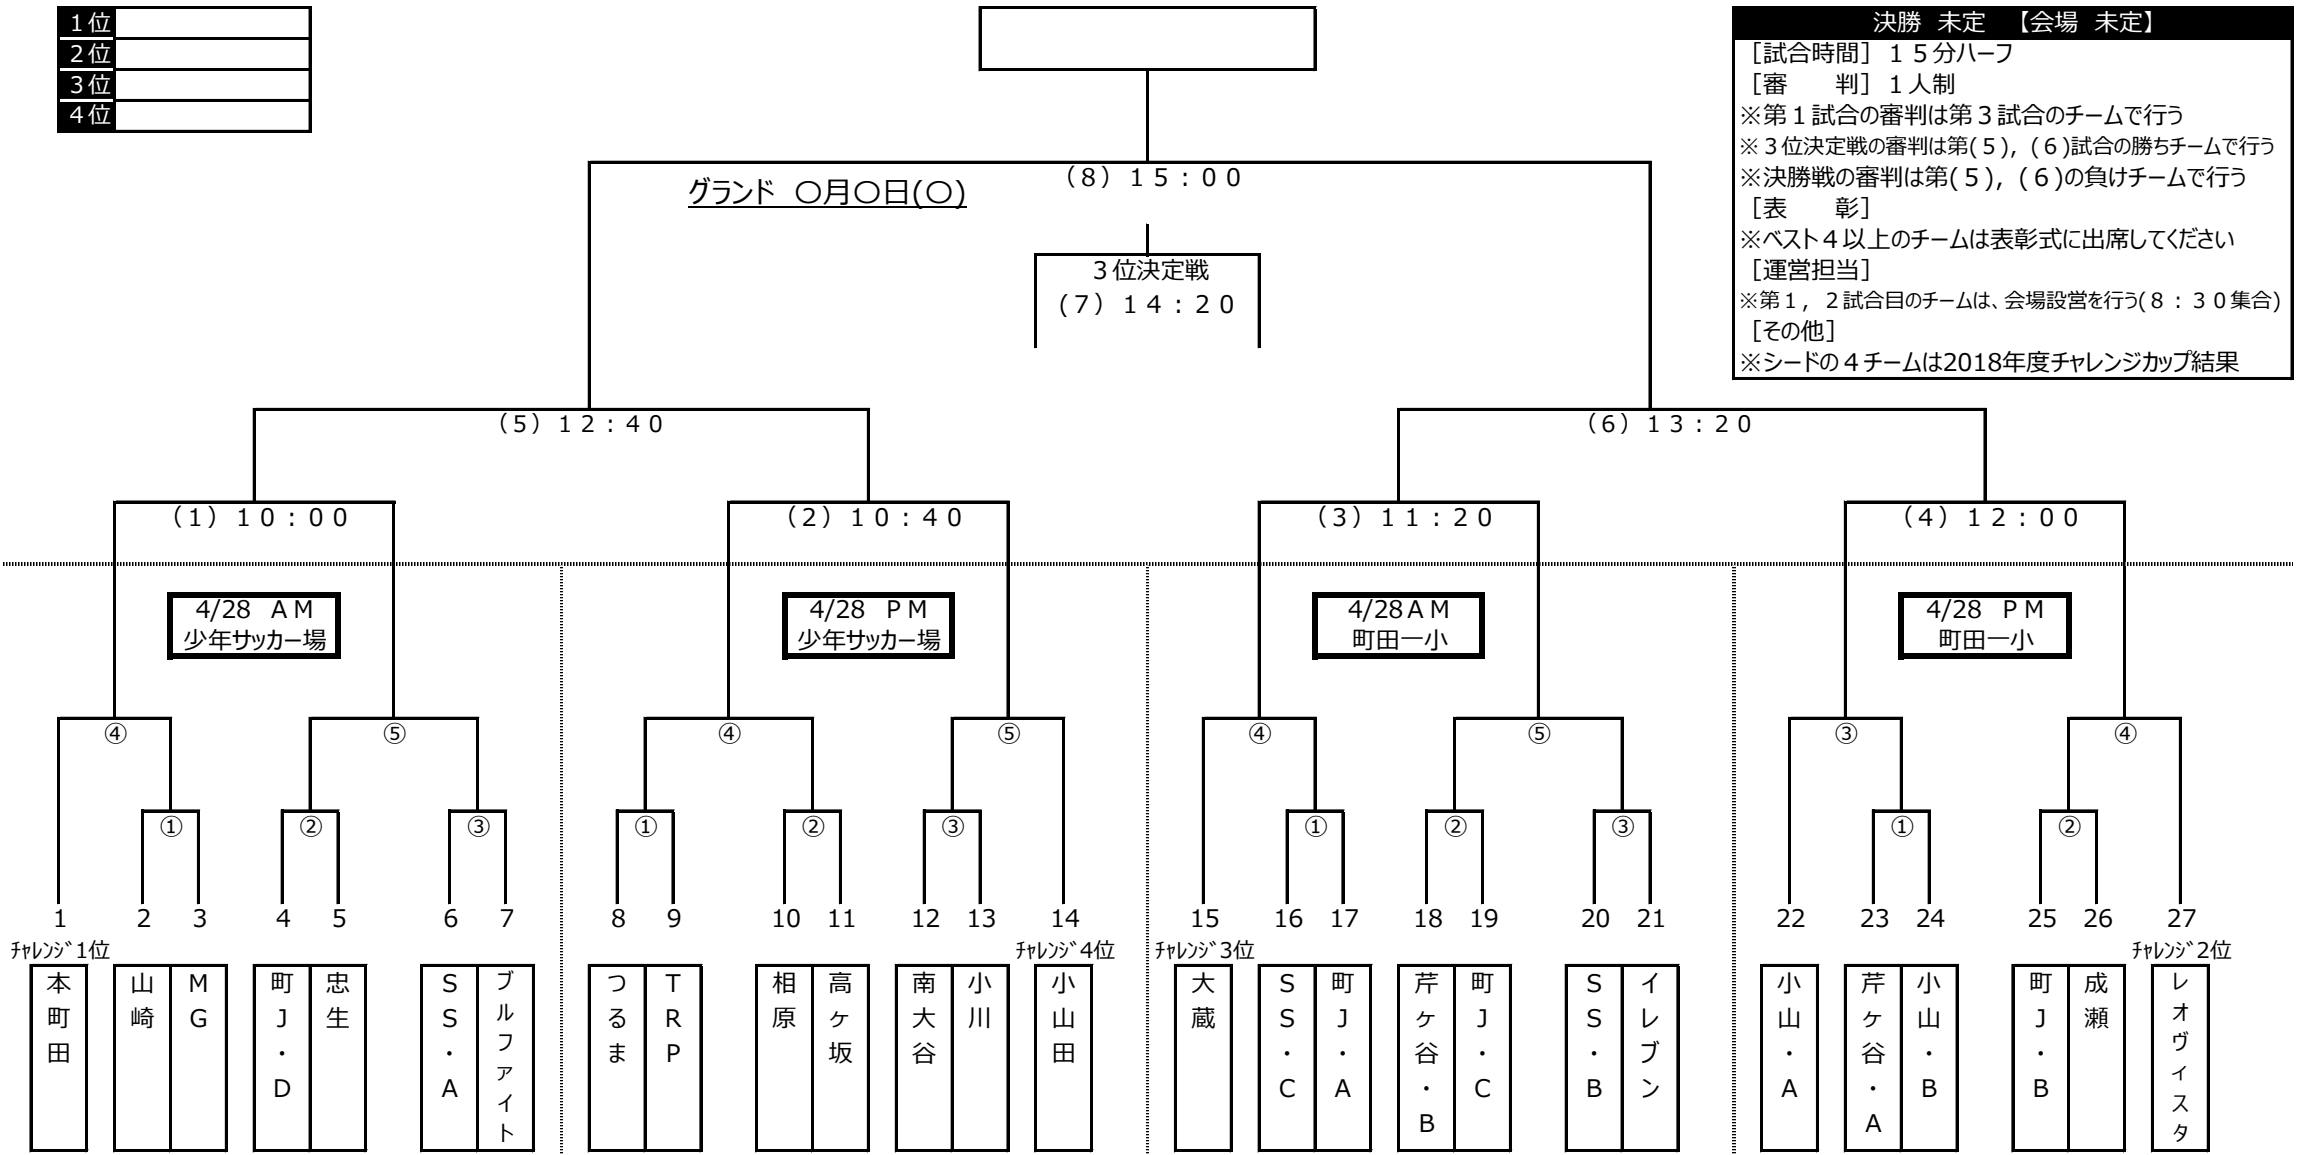 1位
2位
3位
4位
決勝 未定 【会場 未定】
［試合時間］１５分ハーフ
［審　　判］１人制
※第１試合の審判は第３試合のチームで行う
※３位決定戦の審判は第(５)，(６)試合の勝ちチームで行う
※決勝戦の審判は第(５)，(６)の負けチームで行う
［表　　彰］
※ベスト４以上のチームは表彰式に出席してください
［運営担当］
※第１，２試合目のチームは、会場設営を行う(８：３０集合)
［その他］
※シードの４チームは2018年度チャレンジカップ結果
グランド 〇月〇日(〇)
（８）１５：００
３位決定戦
(７）１４：２０
（５）１２：４０
（６）１３：２０
（１）１０：００
（２）１０：４０
（３）１１：２０
（４）１２：００
4/28 ＡＭ
少年サッカー場
4/28 ＰＭ
少年サッカー場
4/28ＡＭ
町田一小
4/28 ＰＭ
町田一小
④ ⑤ ④ ⑤ ④ ⑤ ③ ④
① ② ③ ① ② ③ ① ② ③ ① ②
1 2 3 4 5 6 7 8 9 10 11 12 13 14 15 16 17 18 19 20 21 22 23 24 25 26 27
ﾁｬﾚﾝｼﾞ1位
ﾁｬﾚﾝｼﾞ4位
ﾁｬﾚﾝｼﾞ3位
ﾁｬﾚﾝｼﾞ2位
本町田
山崎
ＭＧ
町Ｊ・Ｄ
忠生
ＳＳ・Ａ
ブルファイト
つるま
ＴＲＰ
相原
高ヶ坂
南大谷
小川
小山田
大蔵
ＳＳ・Ｃ
町Ｊ・Ａ
芹ヶ谷・Ｂ
町Ｊ・Ｃ
ＳＳ・Ｂ
イレブン
小山・Ａ
芹ヶ谷・Ａ
小山・Ｂ
町Ｊ・Ｂ
成瀬
レオヴィスタ